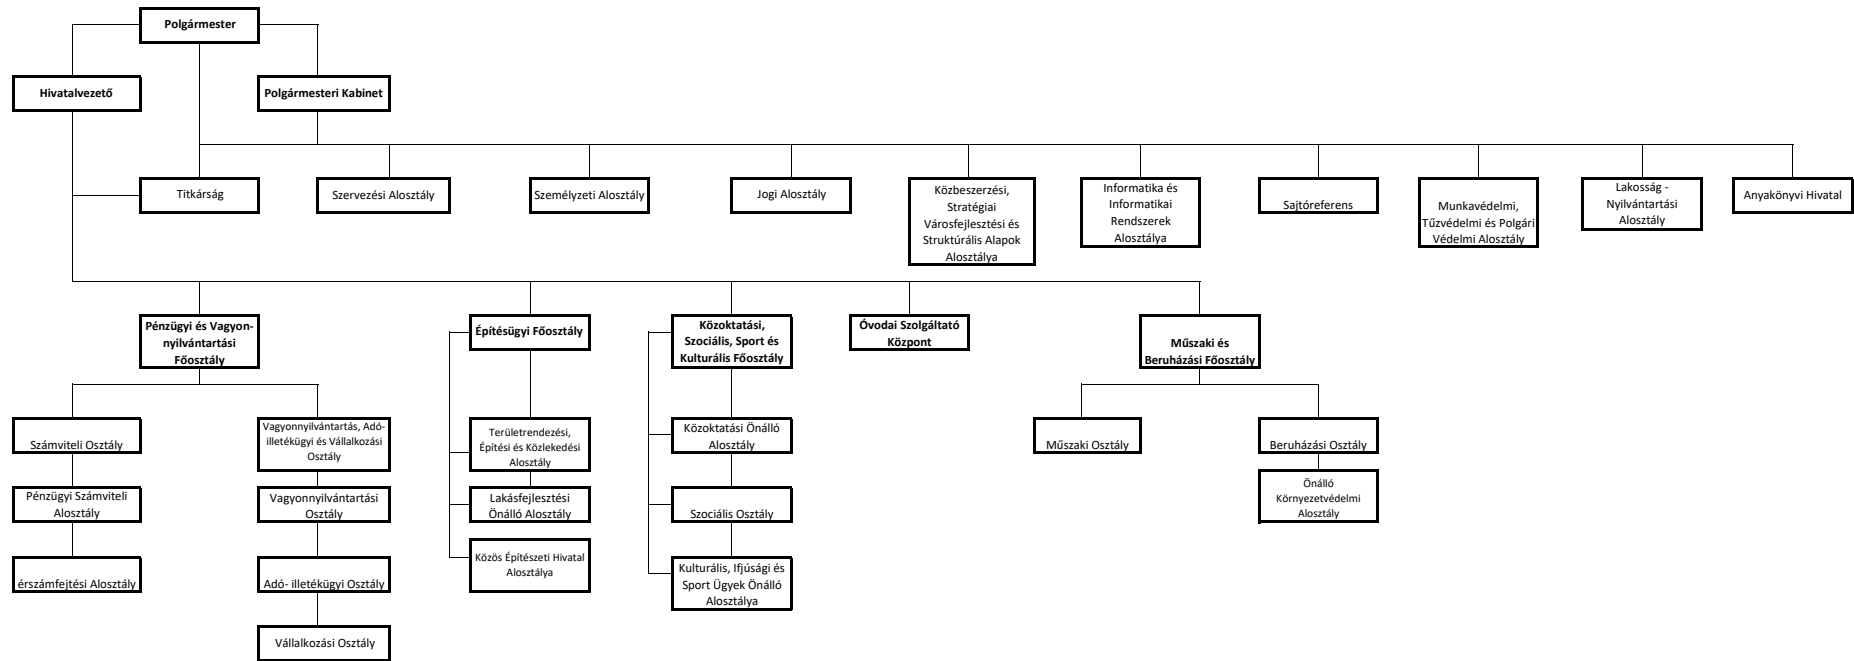 Polgármester
Hivatalvezető
Polgármesteri Kabinet
Titkárság
Szervezési Alosztály
Személyzeti Alosztály
Jogi Alosztály
Közbeszerzési,
Stratégiai
Városfejlesztési és
Struktúrális Alapok
Alosztálya
Informatika és
Informatikai
Rendszerek
Alosztálya
Sajtóreferens
Munkavédelmi,
Tűzvédelmi és Polgári
Védelmi Alosztály
Lakosság -
Nyilvántartási
Alosztály
Anyakönyvi Hivatal
Pénzügyi és Vagyon-
nyilvántartási
Főosztály
Építésügyi Főosztály
Közoktatási,
Szociális, Sport és
Kulturális Főosztály
Óvodai Szolgáltató
Központ
Műszaki és
Beruházási Főosztály
Számviteli Osztály
Vagyonnyilvántartás, Adó-
illetékügyi és Vállalkozási
Osztály
Területrendezési,
Építési és Közlekedési
Alosztály
Közoktatási Önálló
Alosztály
Műszaki Osztály
Beruházási Osztály
Pénzügyi Számviteli
Alosztály
Vagyonnyilvántartási
Osztály
Lakásfejlesztési
Önálló Alosztály
Szociális Osztály
Önálló
Környezetvédelmi
Alosztály
érszámfejtési Alosztály
Adó- illetékügyi Osztály
Közös Építészeti Hivatal
Alosztálya
Kulturális, Ifjúsági és
Sport Ügyek Önálló
Alosztálya
Vállalkozási Osztály